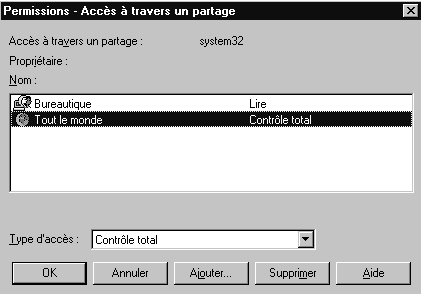 Permissions - Accès à travers un partage
Accès à travers un partage : system32
Propriétaire :
Nom :
Bureautique Lire
Tout le monde Contrôle total
Type d'accès : Contrôle total
OK Annuler Ajouter... Supprimer Aide